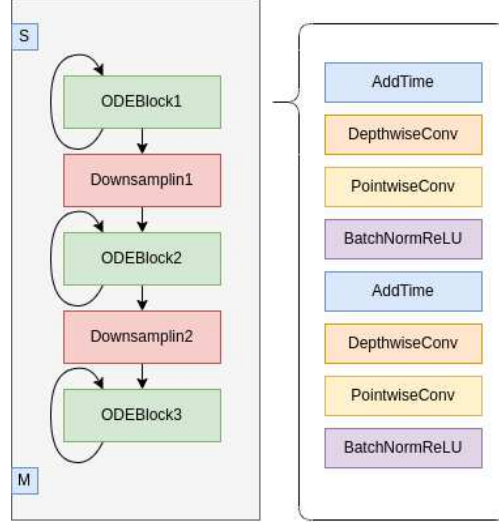 S
ODEBlock1
Downsamplin1
ODEBlock2
Downsamplin2
ODEBlock3
M
AddTime
DepthwiseConv
PointwiseConv
BatchNormReLU
AddTime
DepthwiseConv
PointwiseConv
BatchNormReLU